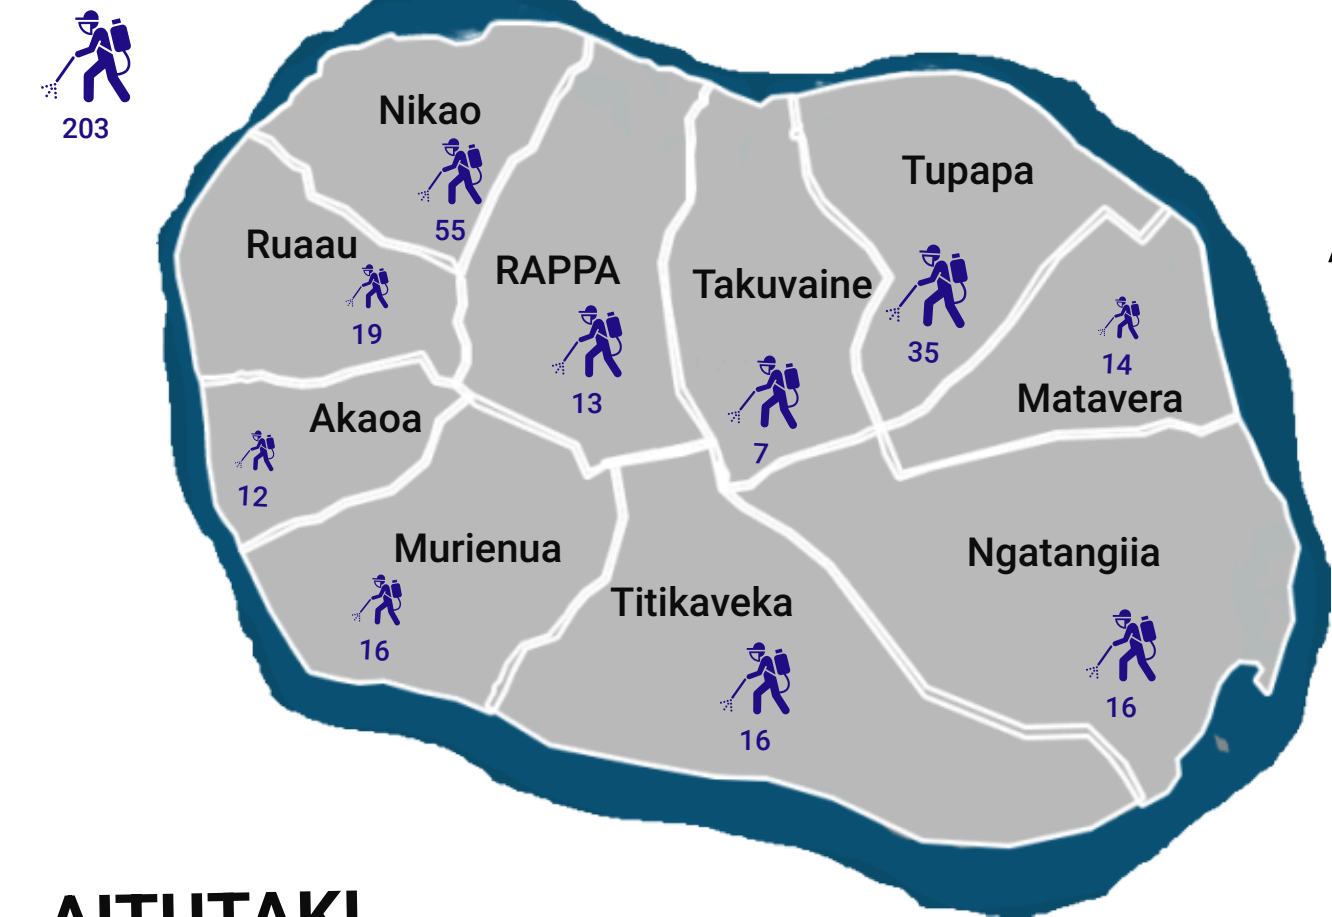 203
Nikao
55
Ruaau
19
RAPPA
13
Takuvaine
7
Tupapa
35
14
Matavera
Akaoa
12
Murienua
16
Titikaveka
16
Ngatangiia
16
AITUTAKI